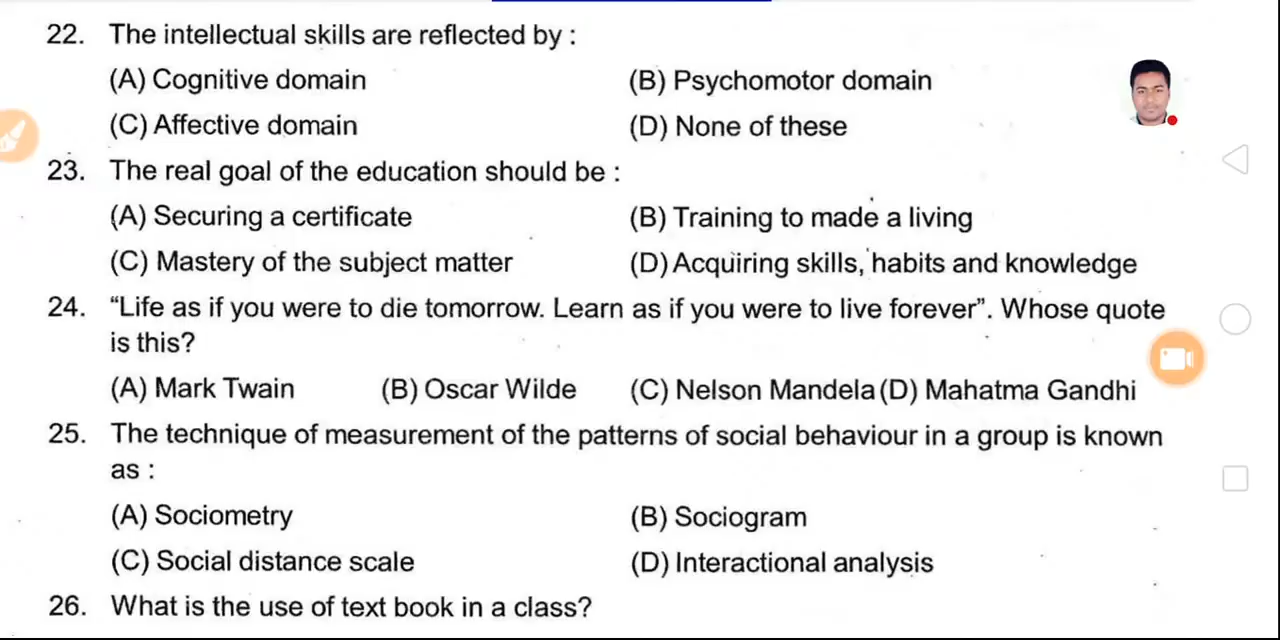 22. The intellectual skills are reflected by :
(A) Cognitive domain (B) Psychomotor domain
(C) Affective domain (D) None of these
23. The real goal of the education should be :
(A) Securing a certificate (B) Training to made a living
(C) Mastery of the subject matter (D) Acquiring skills, habits and knowledge
24. “Life as if you were to die tomorrow. Learn as if you were to live forever”. Whose quote
is this?
(A) Mark Twain (B) Oscar Wilde (C) Nelson Mandela (D) Mahatma Gandhi
25. The technique of measurement of the patterns of social behaviour in a group is known
as :
(A) Sociometry (B) Sociogram
(C) Social distance scale (D) Interactional analysis
26. What is the use of text book in a class?